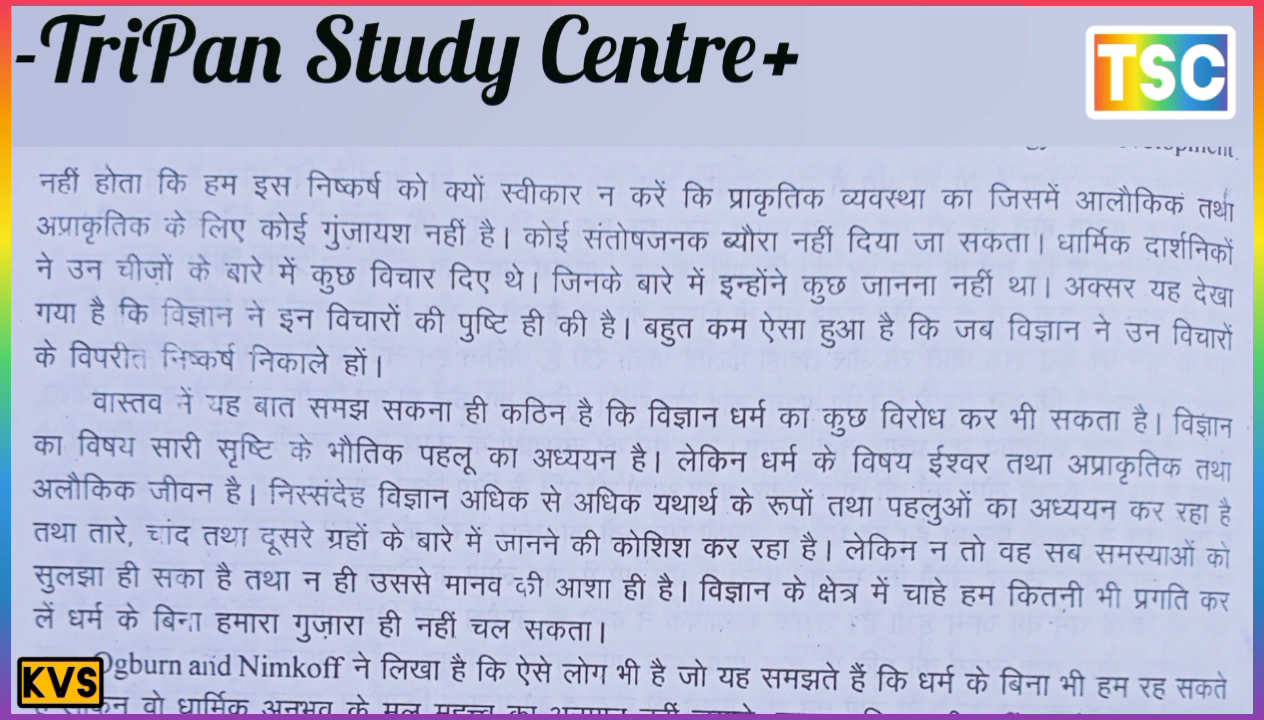 -TriPan Study Centre+
TSC
नहीं होता कि हम इस निष्कर्ष को क्यों स्वीकार न करें कि प्राकृतिक व्यवस्था का जिसमें आलौकिक तथा
अप्राकृतिक के लिए कोई गुंजायश नहीं है। कोई संतोषजनक ब्यौरा नहीं दिया जा सकता। धार्मिक दार्शनिकों
ने उन चीज़ों के बारे में कुछ विचार दिए थे। जिनके बारे में इन्होंने कुछ जानना नहीं था। अक्सर यह देखा
गया है कि विज्ञान ने इन विचारों की पुष्टि ही की है। बहुत कम ऐसा हुआ है कि जब विज्ञान ने उन विचारों
के विपरीत निष्कर्ष निकाले हों।
वास्तव में यह बात समझ सकना ही कठिन है कि विज्ञान धर्म का कुछ विरोध कर भी सकता है। विज्ञान
का विषय सारी सृष्टि के भौतिक पहलू का अध्ययन है। लेकिन धर्म के विषय ईश्वर तथा अप्राकृतिक तथा
अलौकिक जीवन है। निस्संदेह विज्ञान अधिक से अधिक यथार्थ के रूपों तथा पहलुओं का अध्ययन कर रहा है
तथा तारे, चांद तथा दूसरे ग्रहों के बारे में जानने की कोशिश कर रहा है। लेकिन न तो वह सब समस्याओं को
सुलझा ही सका है तथा न ही उससे मानव की आशा ही है। विज्ञान के क्षेत्र में चाहे हम कितनी भी प्रगति कर
लें धर्म के बिना हमारा गुज़ारा ही नहीं चल सकता।
Ogburn and Nimkoff ने लिखा है कि ऐसे लोग भी है जो यह समझते हैं कि धर्म के बिना भी हम रह सकते
वो धार्मिक अनुभव के मूल महत्त्व का
KVS